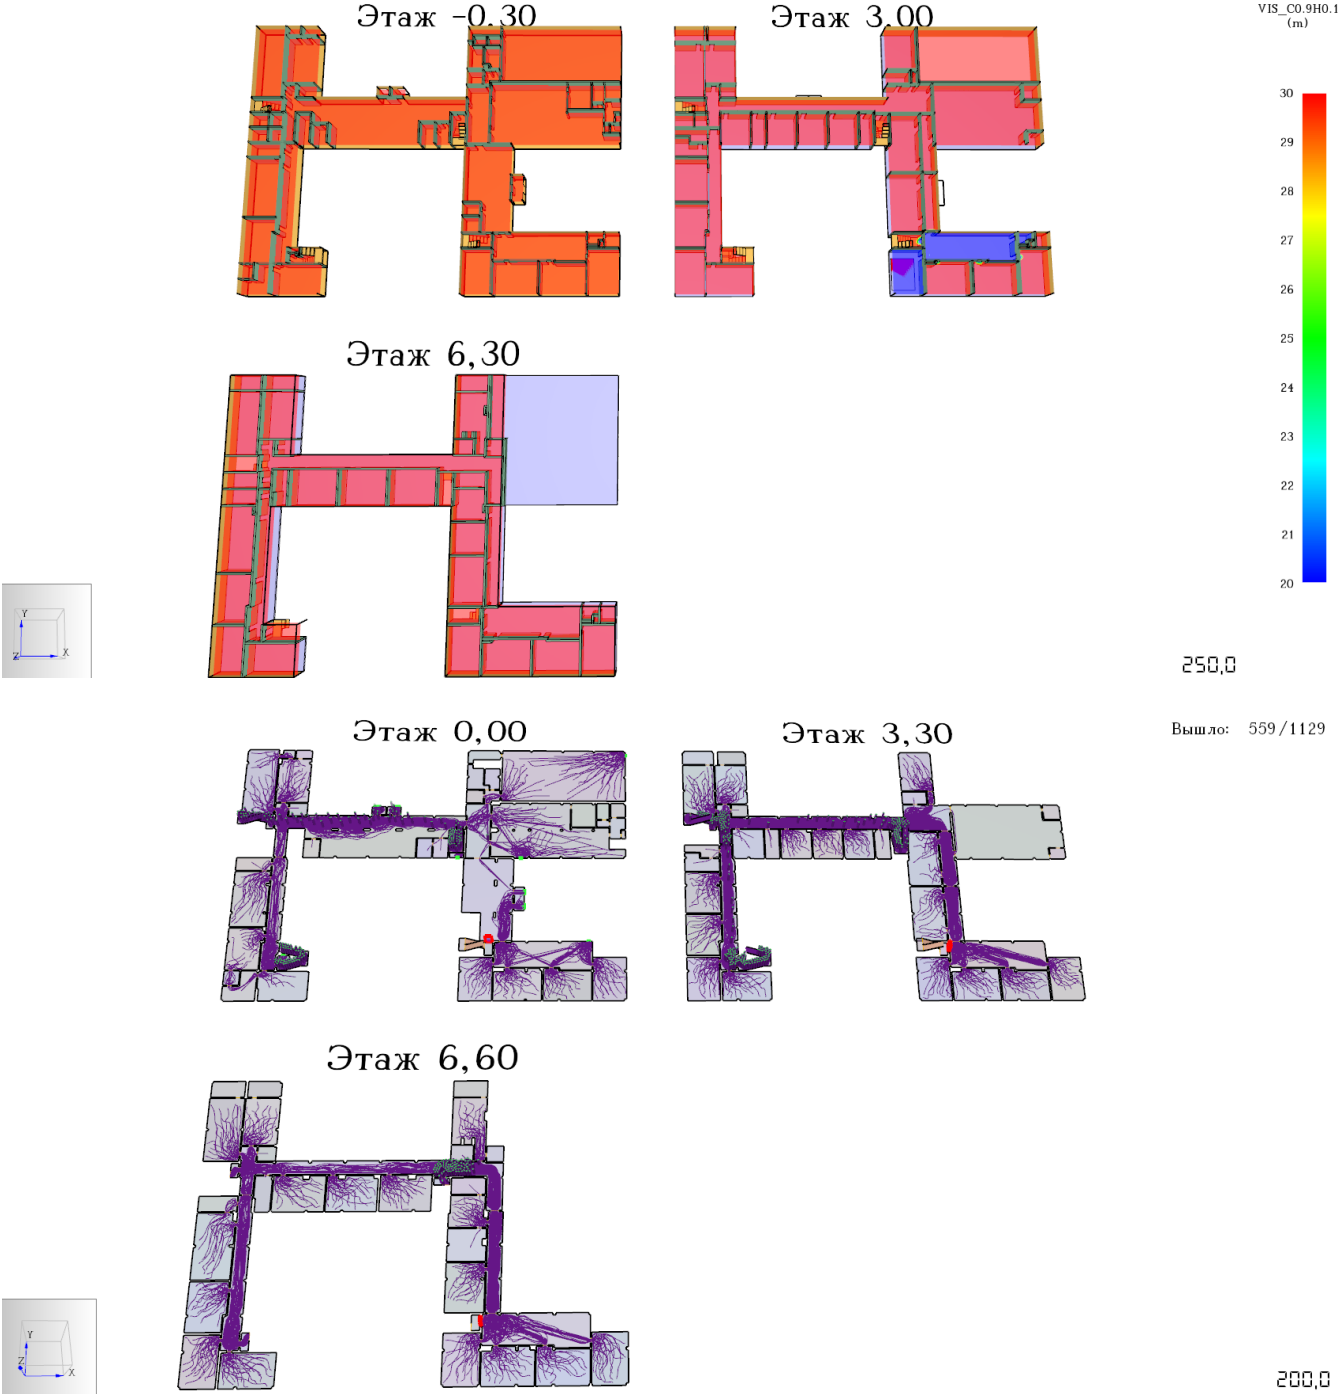 Этаж -0,30
Этаж 3,00
VIS_C0.9H0.1
(m)
30
29
28
27
26
25
24
23
22
21
20
Этаж 6,30
Y
Z
X
250,0
Этаж 0,00
Этаж 3,30
Вышло: 559/1129
Этаж 6,60
Y
Z
X
200,0